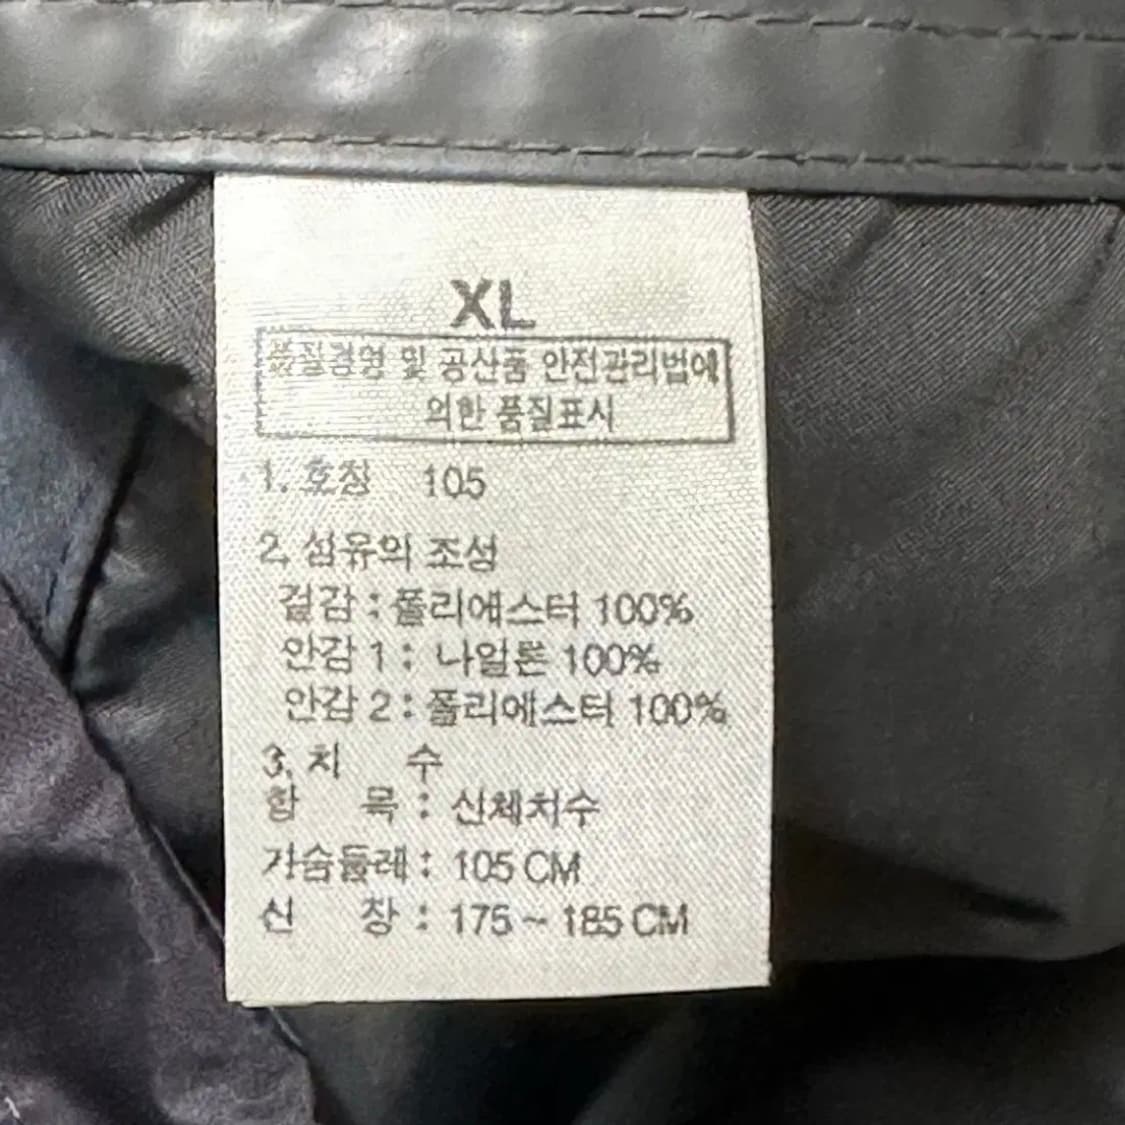 XL
품질경영 및 공산품 안전관리법에
의한 품질표시
1. 호칭 105
2. 섬유의 조성
겉감 : 폴리에스터 100%
안감 1 : 나일론 100%
안감 2 : 폴리에스터 100%
3. 치 수
항 목 : 신체치수
가슴둘레 : 105 CM
신 장 : 175 ~ 185 CM